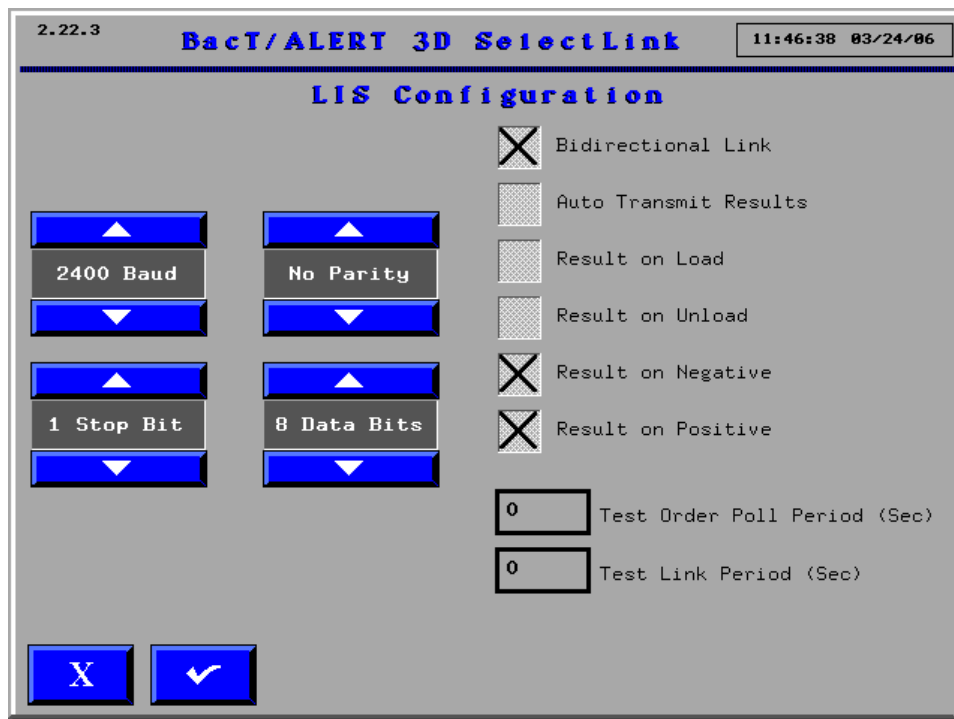 2.22.3
BacT/ALERT 3D SelectLink
11:46:38 03/24/06
LIS Configuration
Bidirectional Link
Auto Transmit Results
Result on Load
Result on Unload
Result on Negative
Result on Positive
2400 Baud
No Parity
1 Stop Bit
8 Data Bits
0 Test Order Poll Period (Sec)
0 Test Link Period (Sec)
X